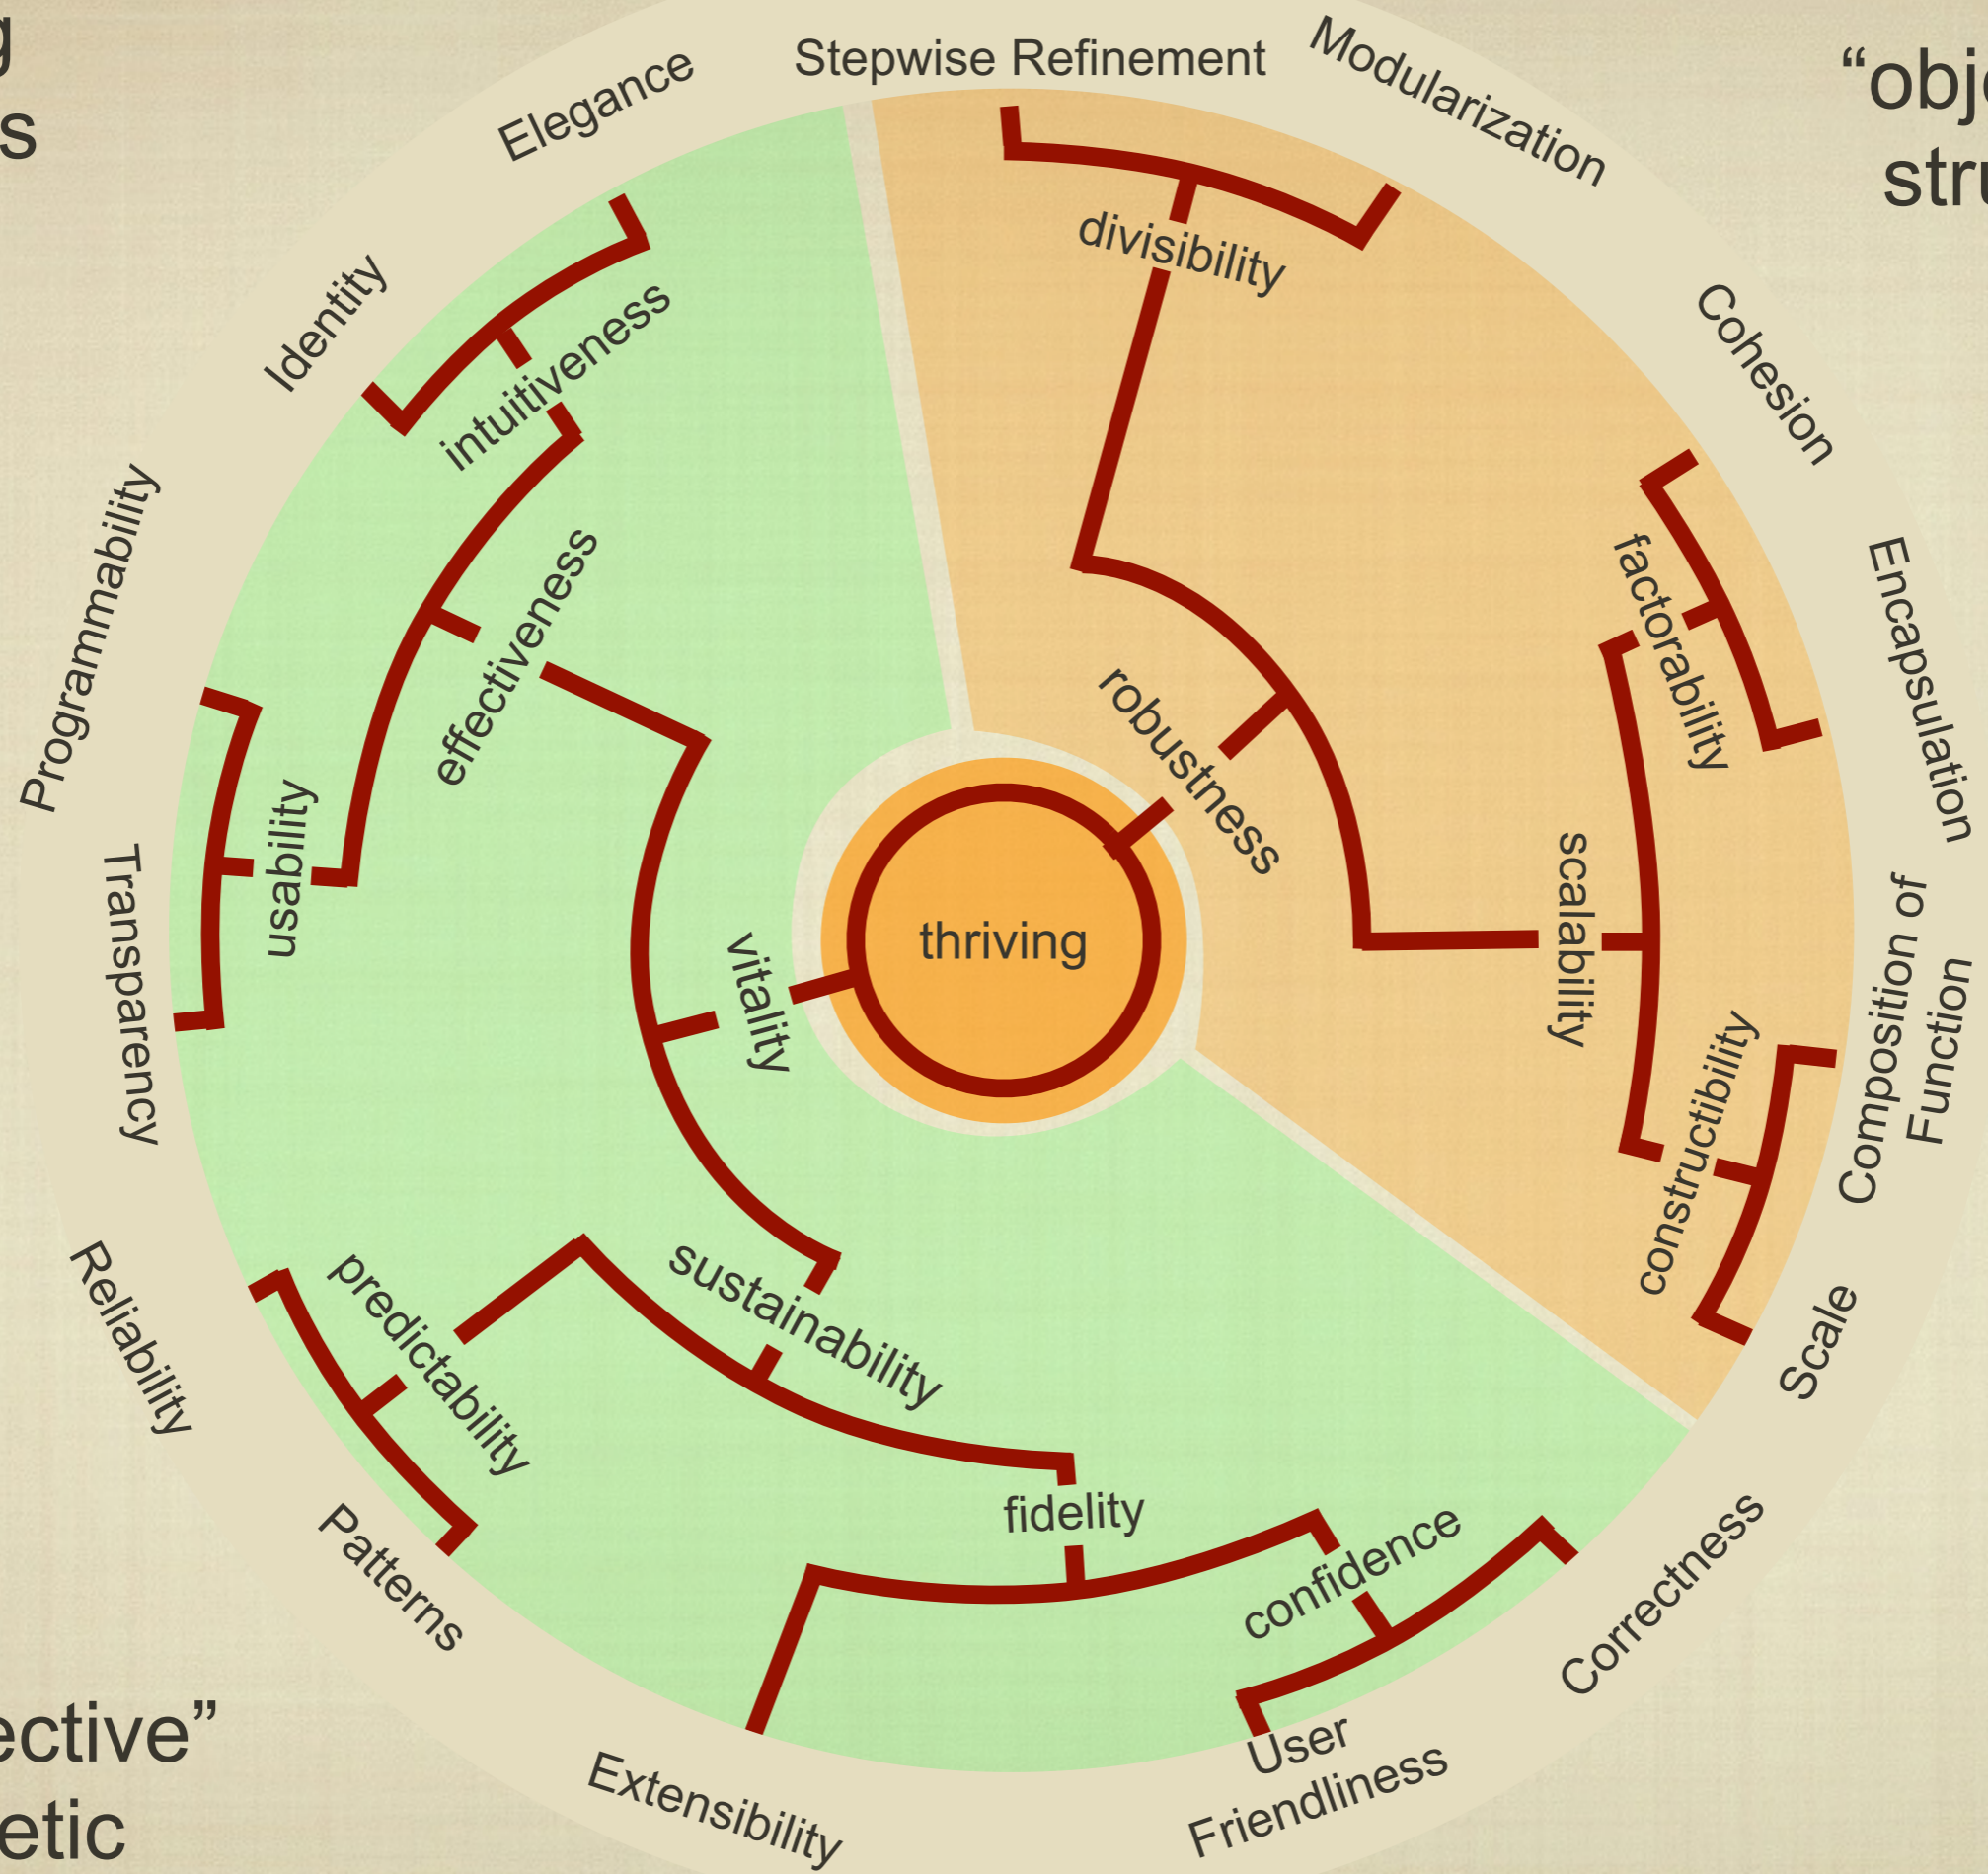 Stepwise Refinement
Modularization
Cohesion
Encapsulation
Composition of
Function
Scale
Correctness
User
Friendliness
Extensibility
Patterns
Reliability
Transparency
Programmability
Identity
Elegance
divisibility
factorability
robustness
scalability
constructibility
intuitiveness
effectiveness
usability
vitality
thriving
sustainability
predictability
fidelity
confidence
g
s
“obje
stru
ective”
etic